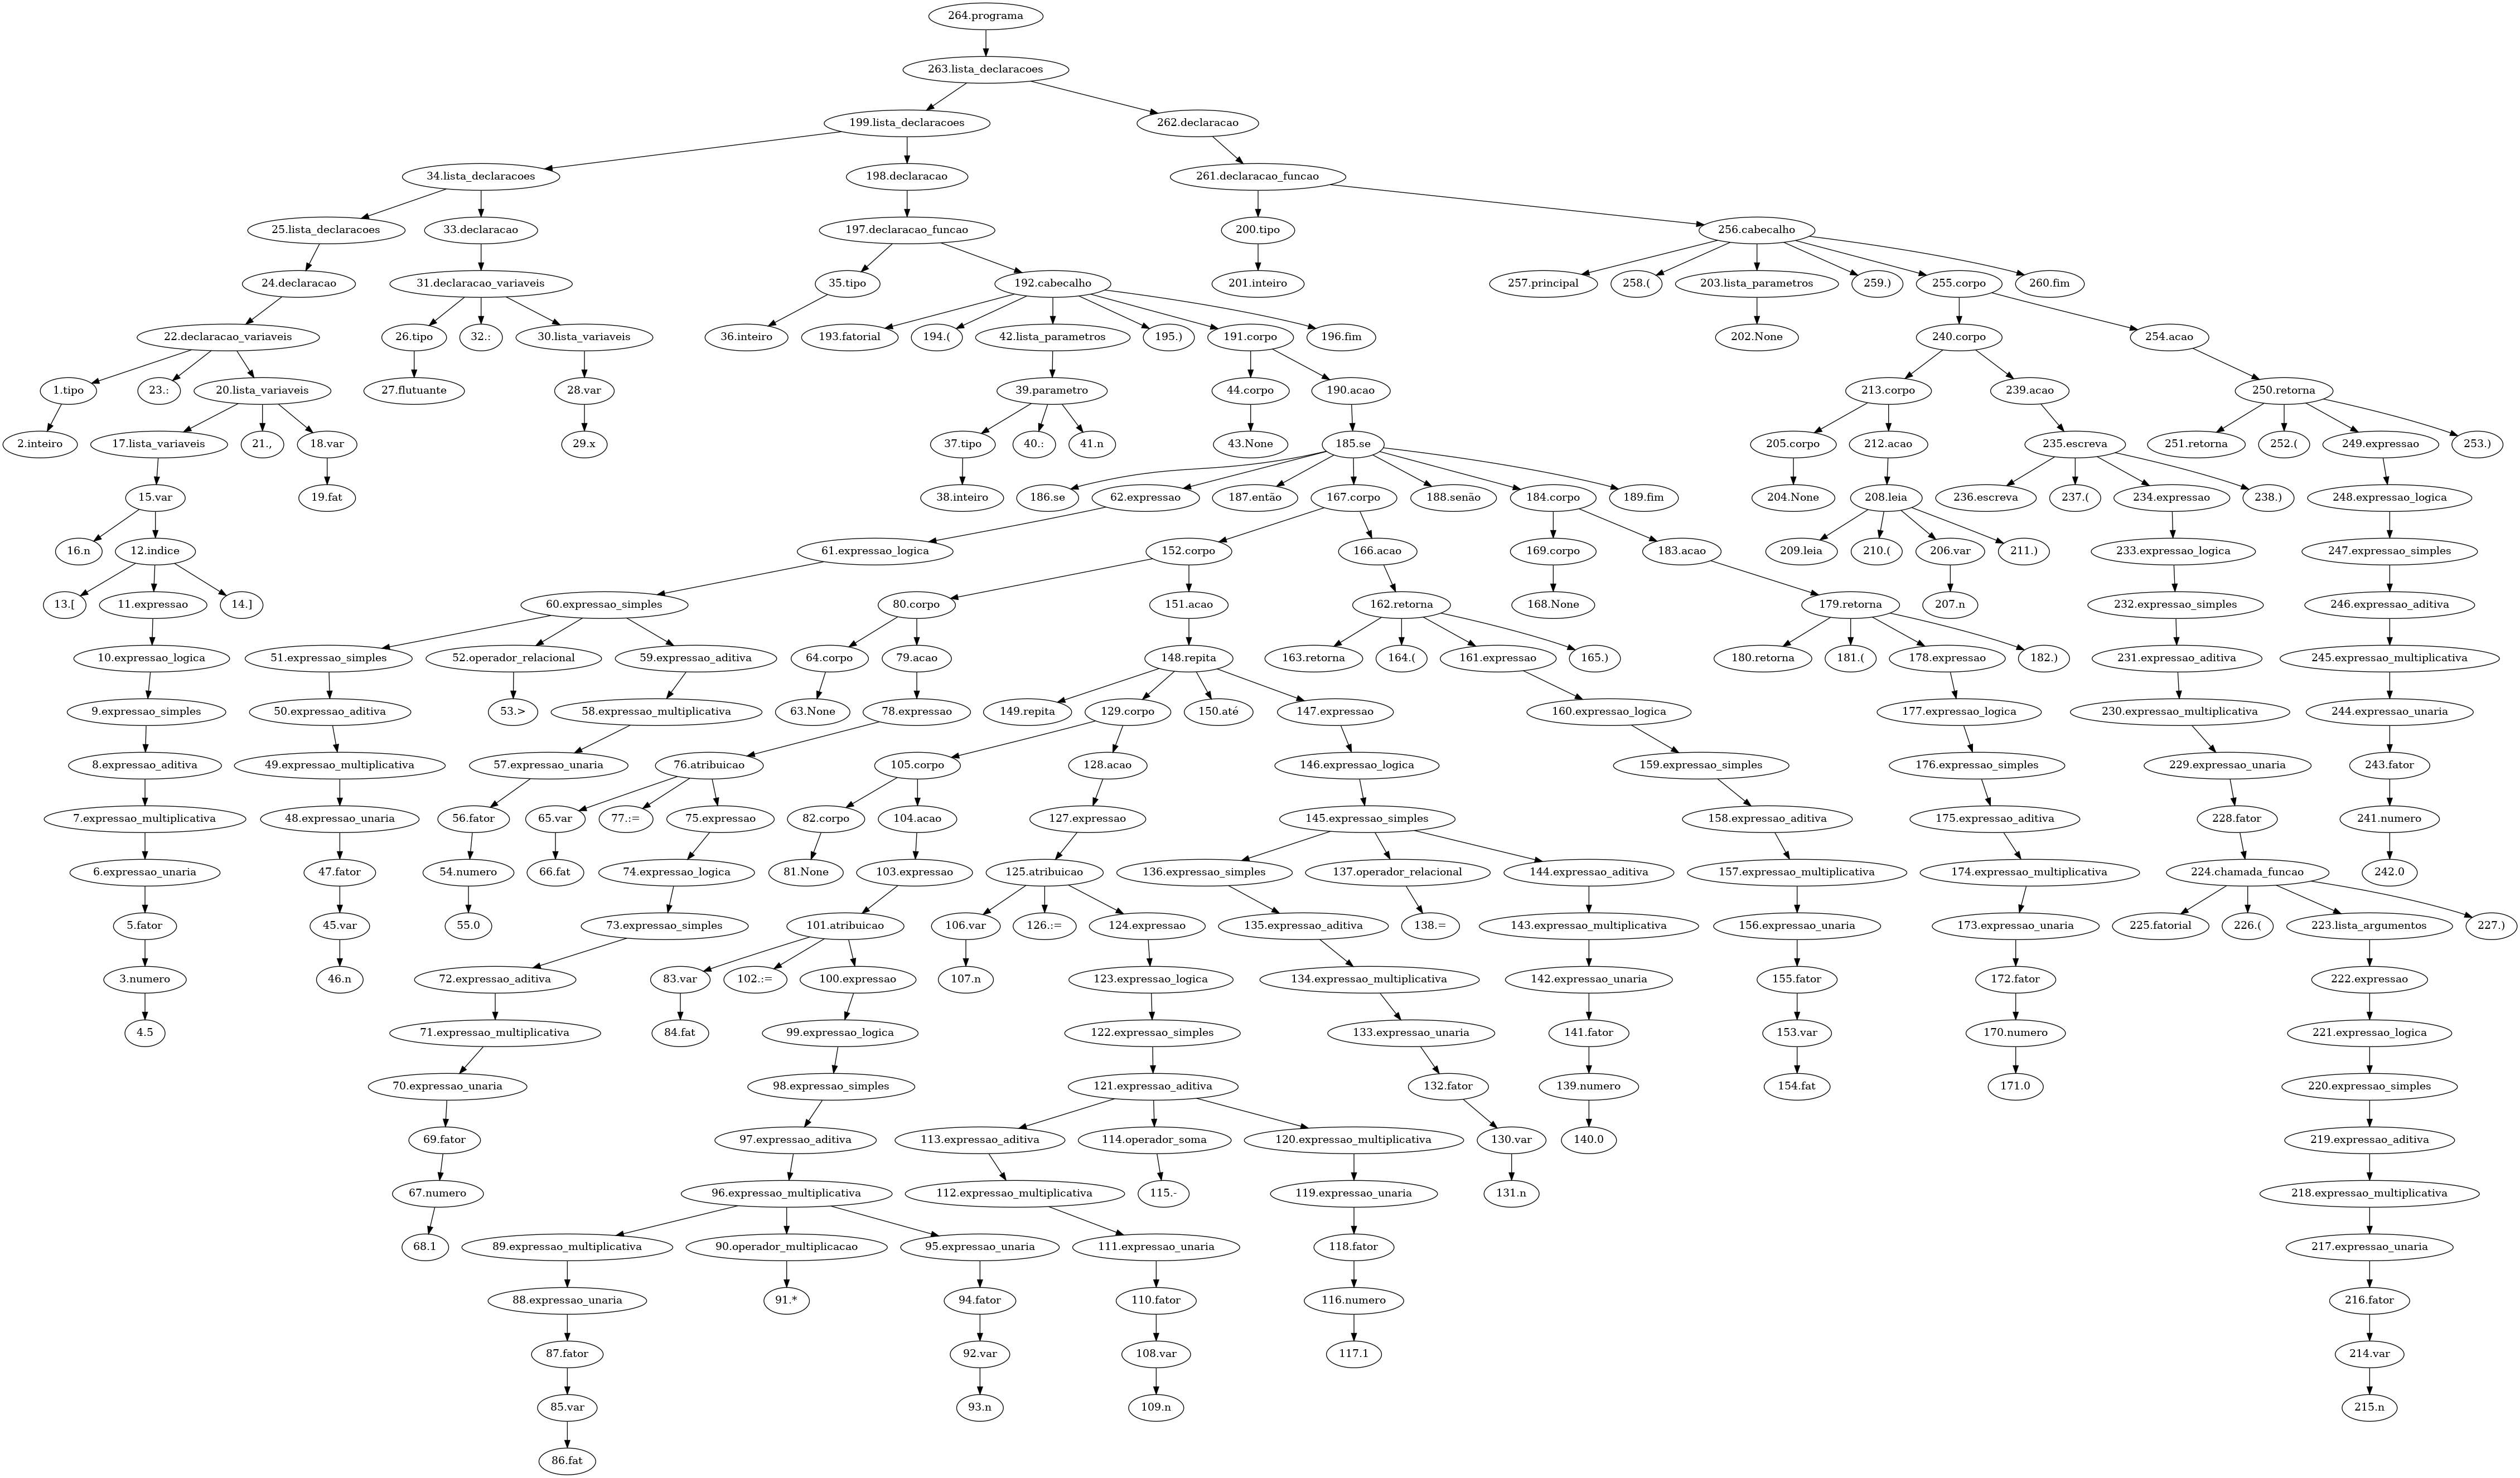 264.programa
263.lista_declaracoes
199.lista_declaracoes 262.declaracao
34.lista_declaracoes 198.declaracao 261.declaracao_funcao
25.lista_declaracoes 33.declaracao 197.declaracao_funcao 200.tipo 256.cabecalho
24.declaracao 31.declaracao_variaveis 35.tipo 192.cabecalho 201.inteiro 257.principal 258.( 203.lista_parametros 259.) 255.corpo 260.fim
22.declaracao_variaveis 26.tipo 32.: 30.lista_variaveis 36.inteiro 193.fatorial 194.( 42.lista_parametros 195.) 191.corpo 196.fim 202.None 240.corpo 254.acao
1.tipo 23.: 20.lista_variaveis 27.flutuante 28.var 39.parametro 44.corpo 190.acao 213.corpo 239.acao 250.retorna
2.inteiro 17.lista_variaveis 21., 18.var 29.x 37.tipo 40.: 41.n 43.None 185.se 205.corpo 212.acao 235.escreva 251.retorna 252.( 249.expressao 253.)
15.var 19.fat 38.inteiro 186.se 62.expressao 187.então 167.corpo 188.senão 184.corpo 189.fim 204.None 208.leia 236.escreva 237.( 234.expressao 238.) 248.expressao_logica
16.n 12.indice 61.expressao_logica 152.corpo 166.acao 169.corpo 183.acao 209.leia 210.( 206.var 211.) 233.expressao_logica 247.expressao_simples
13.[ 11.expressao 14.] 60.expressao_simples 80.corpo 151.acao 162.retorna 168.None 179.retorna 207.n 232.expressao_simples 246.expressao_aditiva
10.expressao_logica 51.expressao_simples 52.operador_relacional 59.expressao_aditiva 64.corpo 79.acao 148.repita 163.retorna 164.( 161.expressao 165.) 180.retorna 181.( 178.expressao 182.) 231.expressao_aditiva 245.expressao_multiplicativa
9.expressao_simples 50.expressao_aditiva 53.> 58.expressao_multiplicativa 63.None 78.expressao 149.repita 129.corpo 150.até 147.expressao 160.expressao_logica 177.expressao_logica 230.expressao_multiplicativa 244.expressao_unaria
8.expressao_aditiva 49.expressao_multiplicativa 57.expressao_unaria 76.atribuicao 105.corpo 128.acao 146.expressao_logica 159.expressao_simples 176.expressao_simples 229.expressao_unaria 243.fator
7.expressao_multiplicativa 48.expressao_unaria 56.fator 65.var 77.:= 75.expressao 82.corpo 104.acao 127.expressao 145.expressao_simples 158.expressao_aditiva 175.expressao_aditiva 228.fator 241.numero
6.expressao_unaria 47.fator 54.numero 66.fat 74.expressao_logica 81.None 103.expressao 125.atribuicao 136.expressao_simples 137.operador_relacional 144.expressao_aditiva 157.expressao_multiplicativa 174.expressao_multiplicativa 224.chamada_funcao 242.0
5.fator 45.var 55.0 73.expressao_simples 101.atribuicao 106.var 126.:= 124.expressao 135.expressao_aditiva 138.= 143.expressao_multiplicativa 156.expressao_unaria 173.expressao_unaria 225.fatorial 226.( 223.lista_argumentos 227.)
3.numero 46.n 72.expressao_aditiva 83.var 102.:= 100.expressao 107.n 123.expressao_logica 134.expressao_multiplicativa 142.expressao_unaria 155.fator 172.fator 222.expressao
4.5 71.expressao_multiplicativa 84.fat 99.expressao_logica 122.expressao_simples 133.expressao_unaria 141.fator 153.var 170.numero 221.expressao_logica
70.expressao_unaria 98.expressao_simples 121.expressao_aditiva 132.fator 139.numero 154.fat 171.0 220.expressao_simples
69.fator 97.expressao_aditiva 113.expressao_aditiva 114.operador_soma 120.expressao_multiplicativa 130.var 140.0 219.expressao_aditiva
67.numero 96.expressao_multiplicativa 112.expressao_multiplicativa 115.- 119.expressao_unaria 131.n 218.expressao_multiplicativa
68.1 89.expressao_multiplicativa 90.operador_multiplicacao 95.expressao_unaria 111.expressao_unaria 118.fator 217.expressao_unaria
88.expressao_unaria 91.* 94.fator 110.fator 116.numero 216.fator
87.fator 92.var 108.var 117.1 214.var
85.var 93.n 109.n 215.n
86.fat